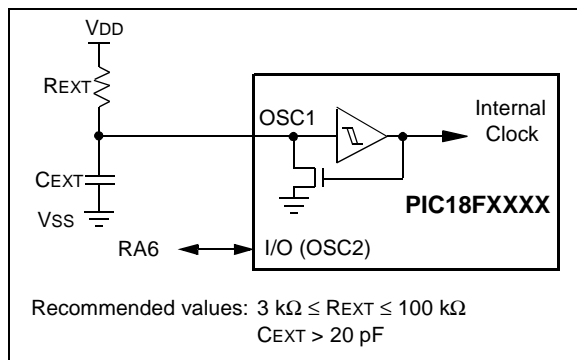 VDD
REXT
OSC1
Internal
Clock
CEXT
PIC18FXXXX
VSS
RA6
I/O (OSC2)
Recommended values: 3 kΩ ≤ REXT ≤ 100 kΩ
CEXT > 20 pF